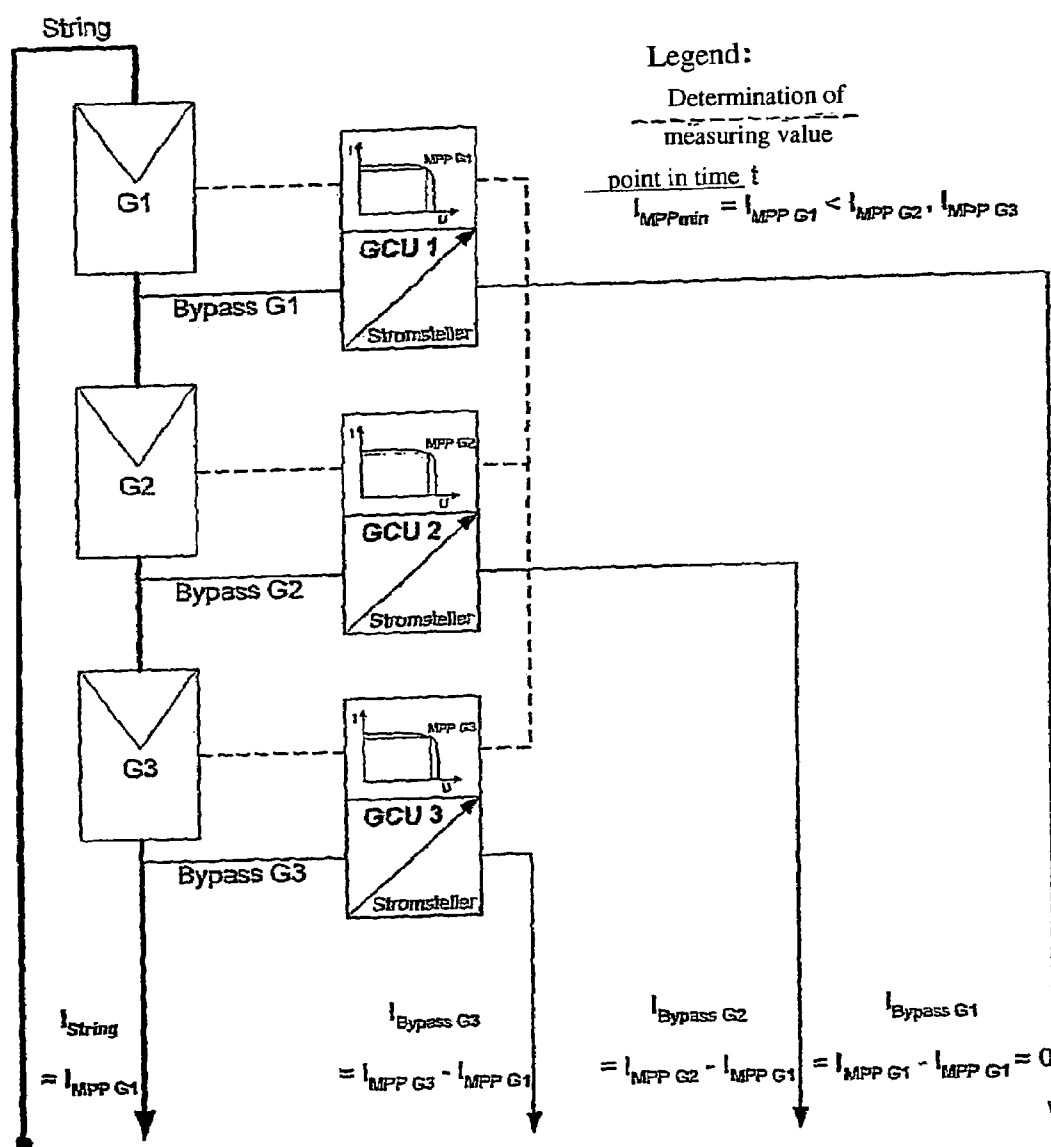 String
Legend:
Determination of
measuring value
point in time t
I_MPPmin = I_MPP G1 < I_MPP G2, I_MPP G3
G1
I
MPP G1
U
GCU 1
Bypass G1
Stromsteller
G2
I
MPP G2
U
GCU 2
Bypass G2
Stromsteller
G3
I
MPP G3
U
GCU 3
Bypass G3
Stromsteller
I_String
= I_MPP G1
I_Bypass G3
= I_MPP G3 - I_MPP G1
I_Bypass G2
= I_MPP G2 - I_MPP G1
I_Bypass G1
= I_MPP G1 - I_MPP G1 = 0